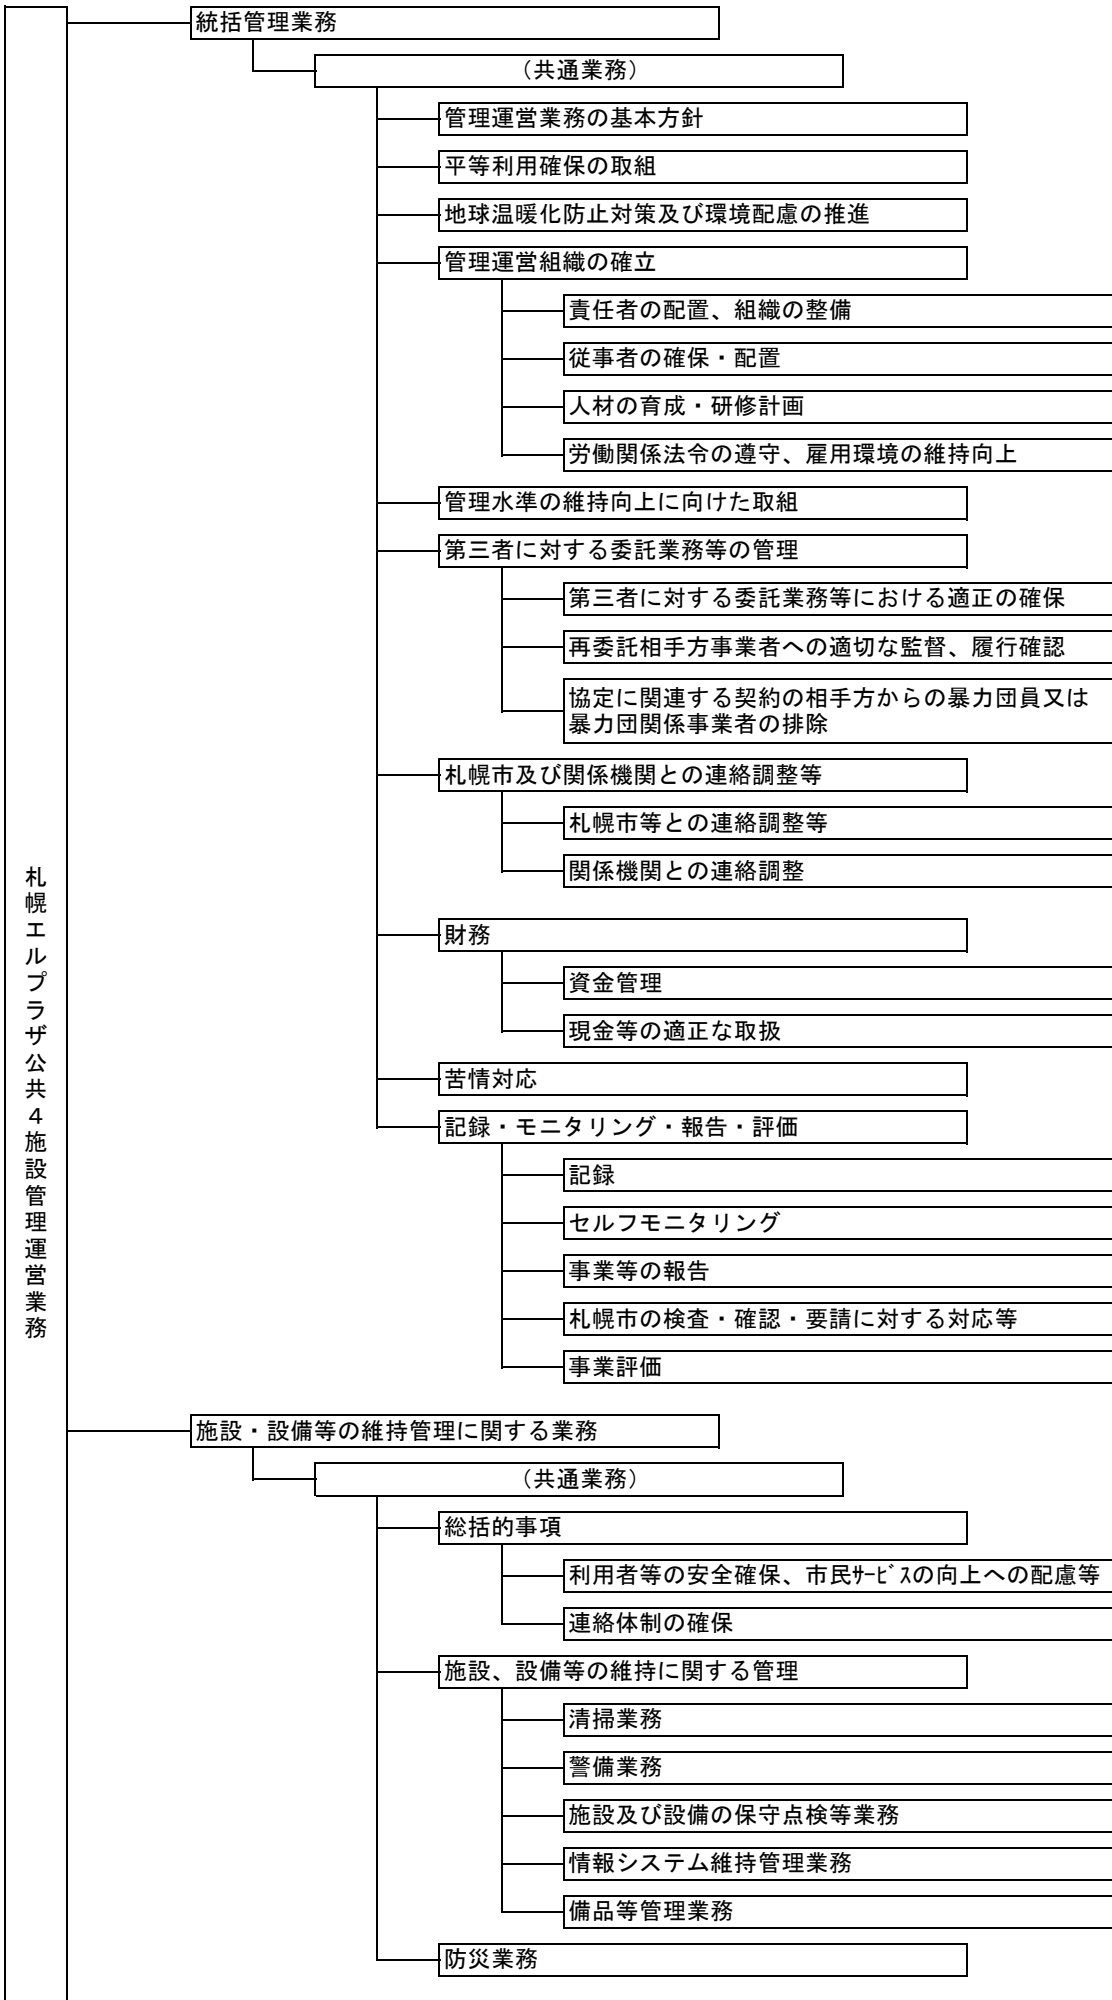 札幌エルプラザ公共４施設管理運営業務
統括管理業務
（共通業務）
管理運営業務の基本方針
平等利用確保の取組
地球温暖化防止対策及び環境配慮の推進
管理運営組織の確立
責任者の配置、組織の整備
従事者の確保・配置
人材の育成・研修計画
労働関係法令の遵守、雇用環境の維持向上
管理水準の維持向上に向けた取組
第三者に対する委託業務等の管理
第三者に対する委託業務等における適正の確保
再委託相手方事業者への適切な監督、履行確認
協定に関連する契約の相手方からの暴力団員又は
暴力団関係事業者の排除
札幌市及び関係機関との連絡調整等
札幌市等との連絡調整等
関係機関との連絡調整
財務
資金管理
現金等の適正な取扱
苦情対応
記録・モニタリング・報告・評価
記録
セルフモニタリング
事業等の報告
札幌市の検査・確認・要請に対する対応等
事業評価
施設・設備等の維持管理に関する業務
（共通業務）
総括的事項
利用者等の安全確保、市民ｻｰﾋﾞｽの向上への配慮等
連絡体制の確保
施設、設備等の維持に関する管理
清掃業務
警備業務
施設及び設備の保守点検等業務
情報システム維持管理業務
備品等管理業務
防災業務